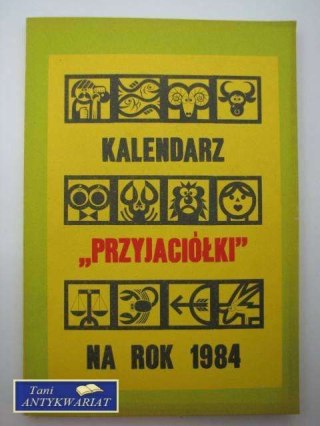 KALENDARZ
„PRZYJACIÓŁKI”
NA ROK 1984
Tani
ANTYKWARIAT